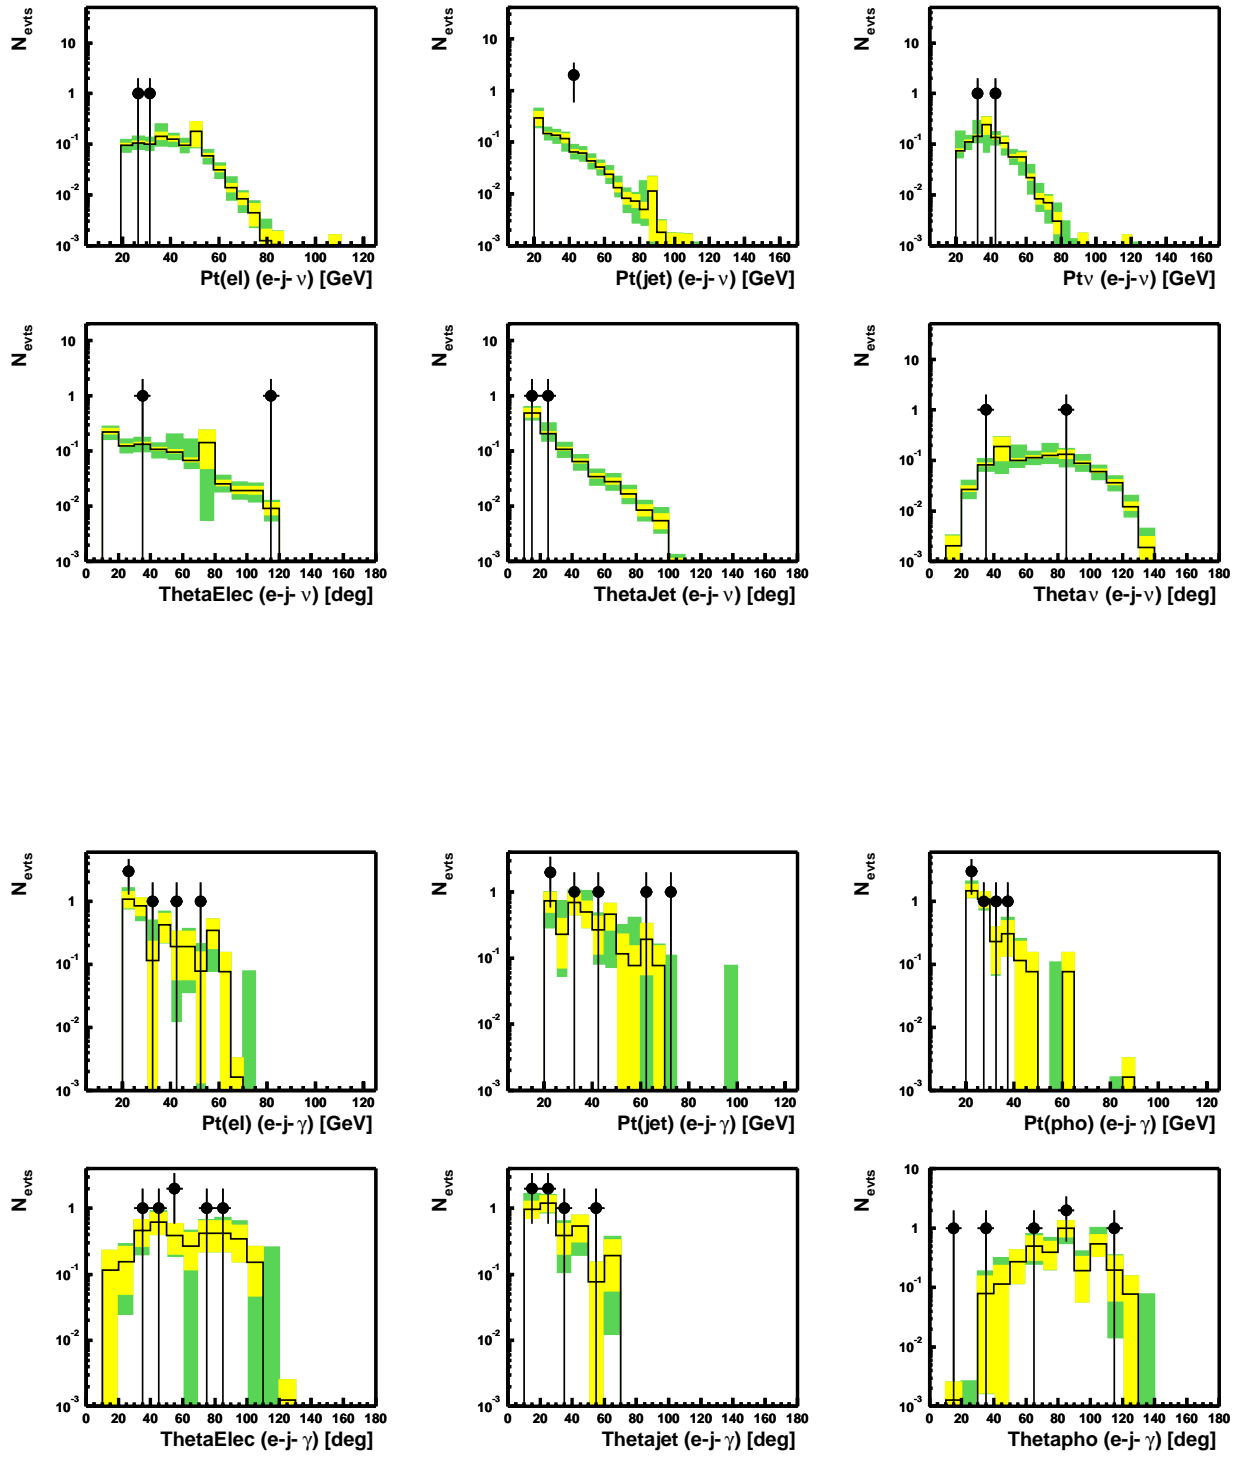 N_evts N_evts N_evts
10 10 10
1 1 1
10^-1 10^-1 10^-1
10^-2 10^-2 10^-2
10^-3 10^-3 10^-3
20 40 60 80 100 120 20 40 60 80 100 120 20 40 60 80 100 120 140 160 180
Pt(el) (e-j-ν) [GeV] Pt(jet) (e-j-ν) [GeV] Ptν (e-j-ν) [GeV]
N_evts N_evts N_evts
10 10 10
1 1 1
10^-1 10^-1 10^-1
10^-2 10^-2 10^-2
10^-3 10^-3 10^-3
0 20 40 60 80 100 120 140 160 180 0 20 40 60 80 100 120 140 160 180 0 20 40 60 80 100 120 140 160 180
ThetaElec (e-j-ν) [deg] ThetaJet (e-j-ν) [deg] Thetaν (e-j-ν) [deg]
N_evts N_evts N_evts
1 1 1
10^-1 10^-1 10^-1
10^-2 10^-2 10^-2
10^-3 10^-3 10^-3
20 40 60 80 100 120 20 40 60 80 100 120 20 40 60 80 100 120
Pt(el) (e-j-γ) [GeV] Pt(jet) (e-j-γ) [GeV] Pt(pho) (e-j-γ) [GeV]
N_evts N_evts N_evts
10
1 1 1
10^-1 10^-1 10^-1
10^-2 10^-2 10^-2
10^-3 10^-3 10^-3
0 20 40 60 80 100 120 140 160 180 0 20 40 60 80 100 120 140 160 180 0 20 40 60 80 100 120 140 160 180
ThetaElec (e-j-γ) [deg] Thetajet (e-j-γ) [deg] Thetapho (e-j-γ) [deg]